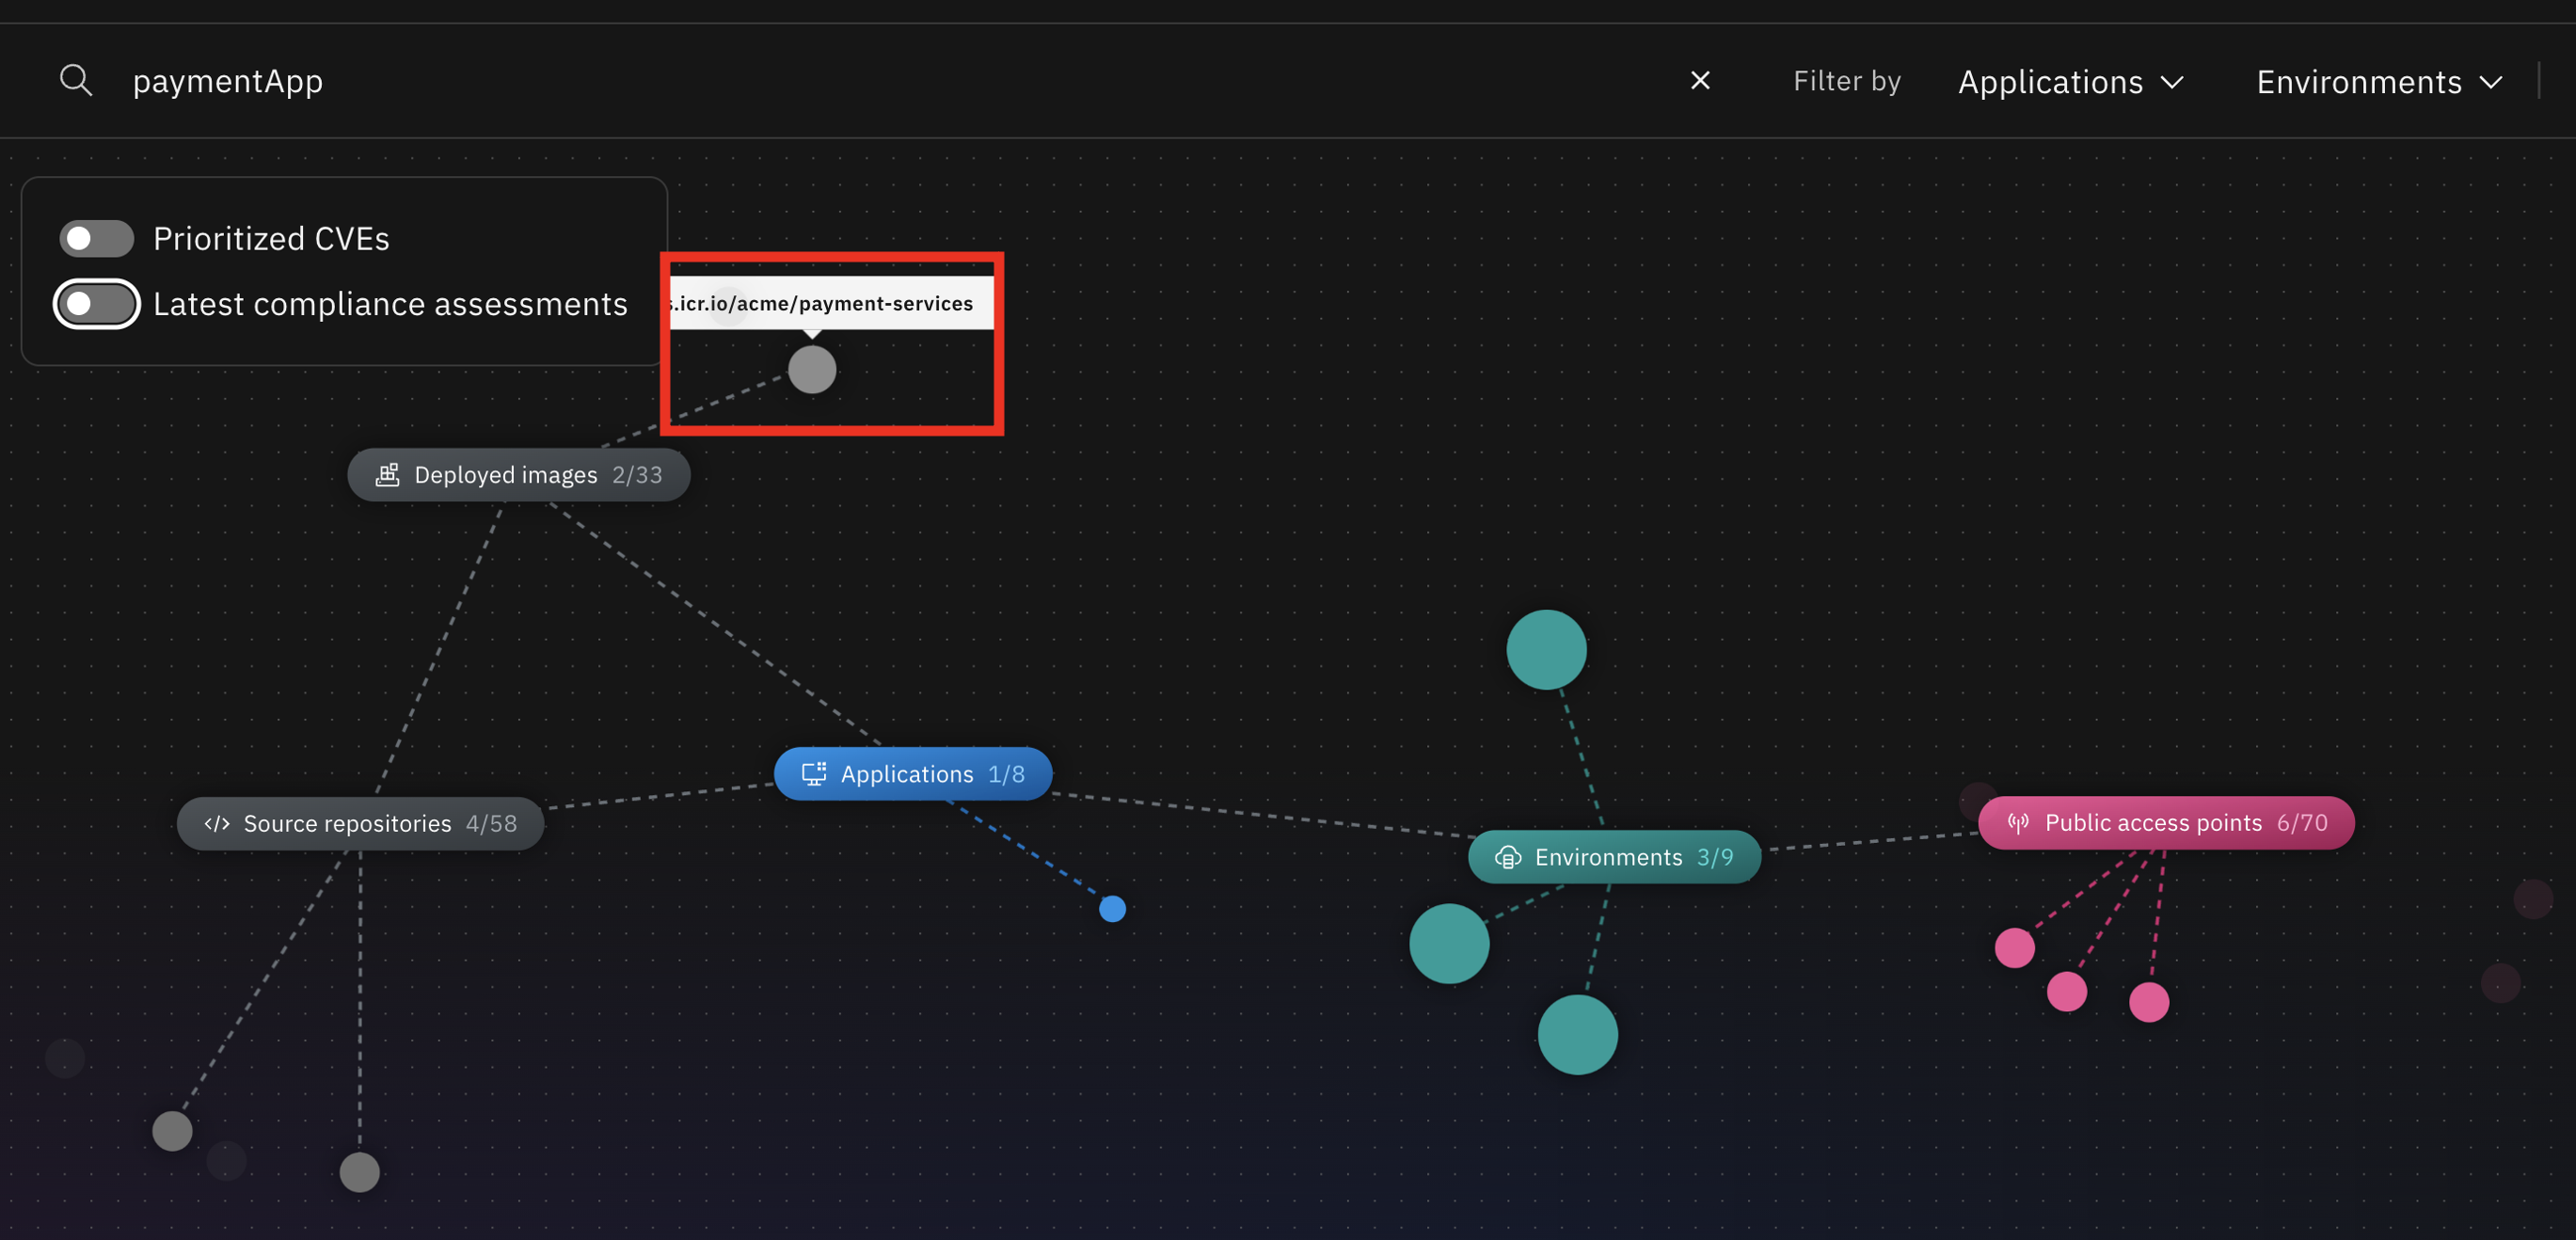 paymentApp
Filter by
Applications
Environments
Prioritized CVEs
Latest compliance assessments
.icr.io/acme/payment-services
Deployed images 2/33
Applications 1/8
Source repositories 4/58
Environments 3/9
Public access points 6/70